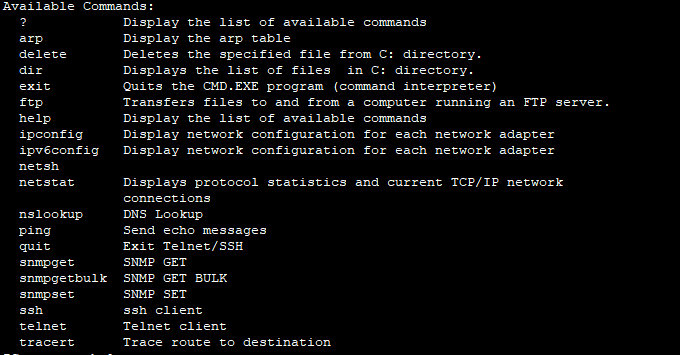 Available Commands:
?            Display the list of available commands
arp          Display the arp table
delete       Deletes the specified file from C: directory.
dir          Displays the list of files  in C: directory.
exit         Quits the CMD.EXE program (command interpreter)
ftp          Transfers files to and from a computer running an FTP server.
help         Display the list of available commands
ipconfig     Display network configuration for each network adapter
ipv6config   Display network configuration for each network adapter
netsh
netstat      Displays protocol statistics and current TCP/IP network
             connections
nslookup     DNS Lookup
ping         Send echo messages
quit         Exit Telnet/SSH
snmpget      SNMP GET
snmpgetbulk  SNMP GET BULK
snmpset      SNMP SET
ssh          ssh client
telnet       Telnet client
tracert      Trace route to destination